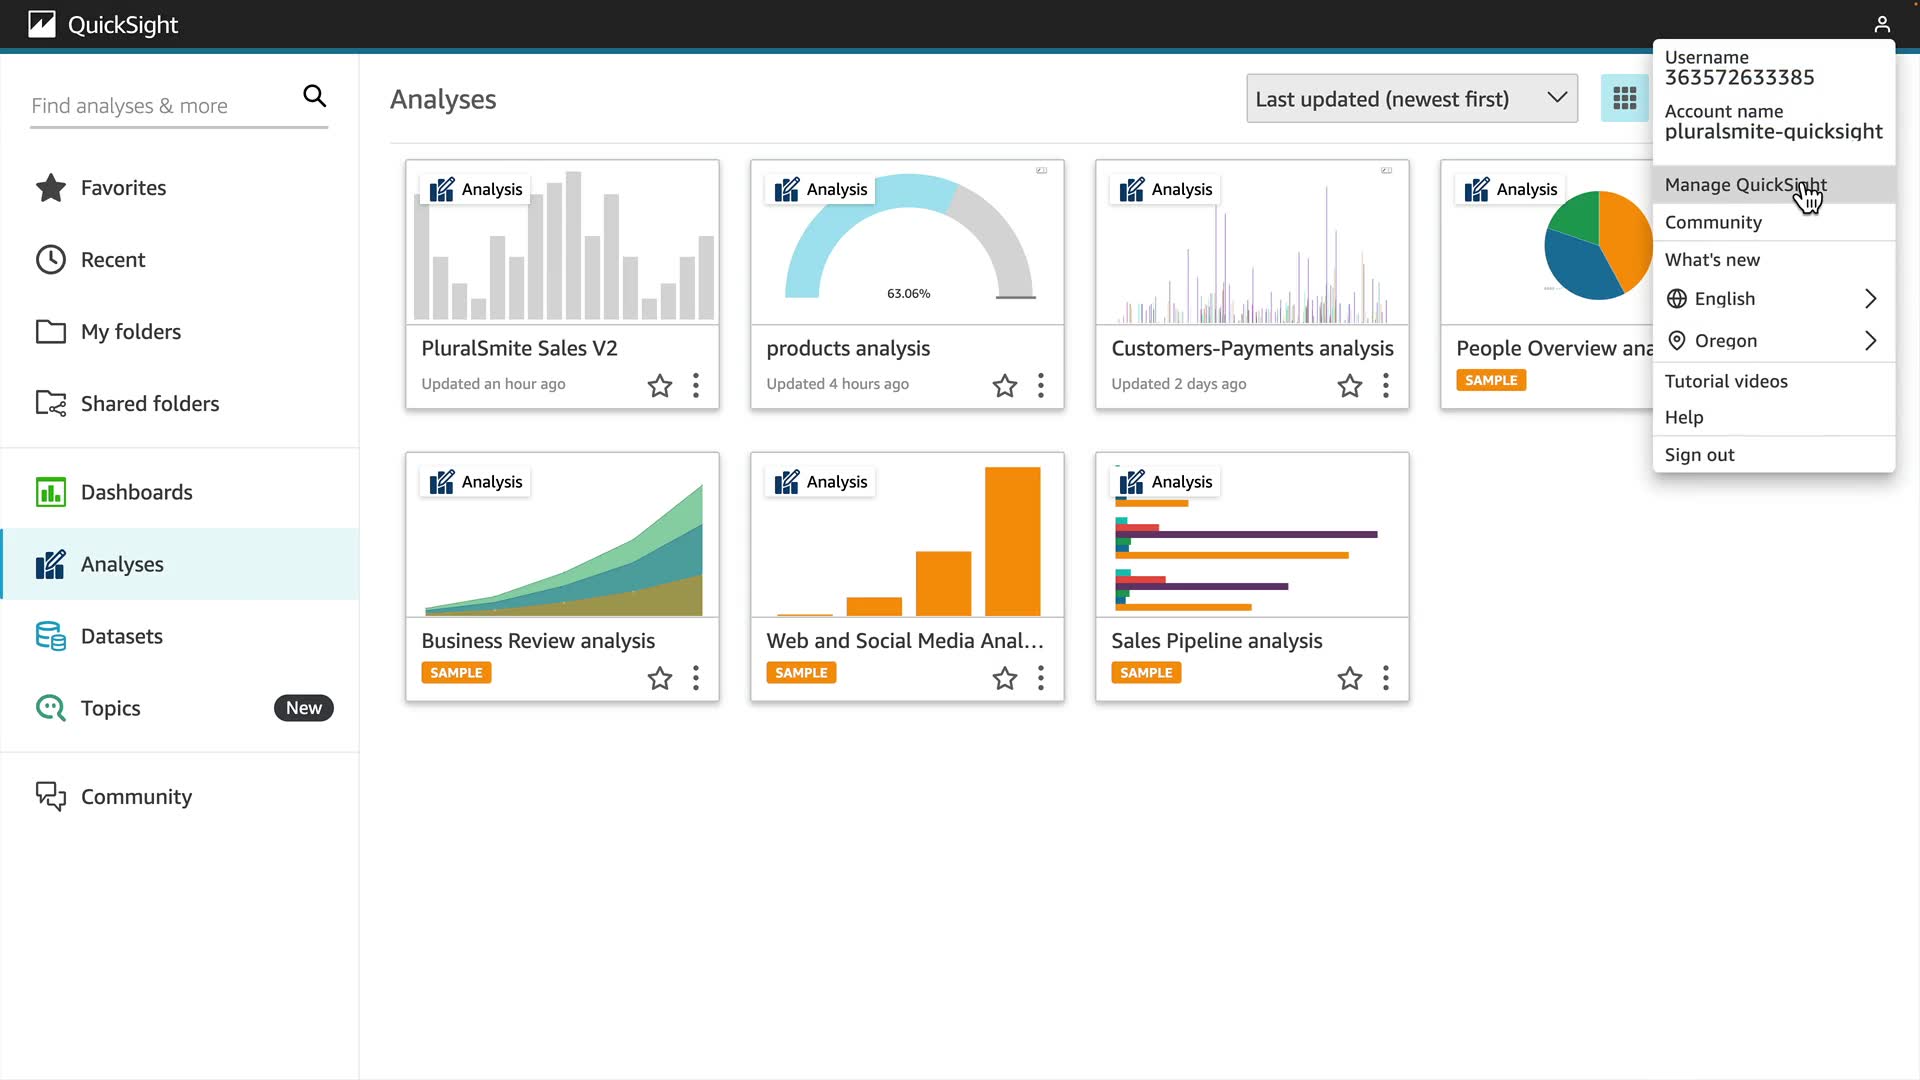 QuickSight
Find analyses & more
Favorites
Recent
My folders
Shared folders
Dashboards
Analyses
Datasets
Topics
New
Community
Analyses
Last updated (newest first)
Analysis
PluralSmite Sales V2
Updated an hour ago
Analysis
63.06%
products analysis
Updated 4 hours ago
Analysis
Customers-Payments analysis
Updated 2 days ago
Analysis
People Overview ana
SAMPLE
Analysis
Business Review analysis
SAMPLE
Analysis
Web and Social Media Anal...
SAMPLE
Analysis
Sales Pipeline analysis
SAMPLE
Username
363572633385
Account name
pluralsmite-quicksight
Manage QuickSight
Community
What's new
English
Oregon
Tutorial videos
Help
Sign out